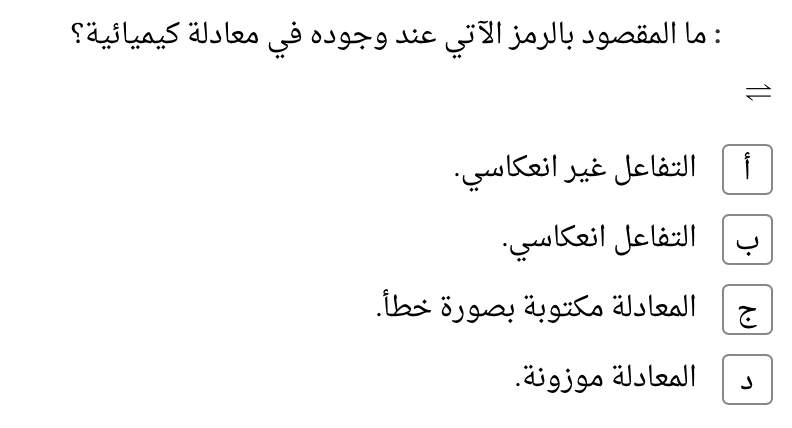 : ما المقصود بالرمز الآتي عند وجوده في معادلة كيميائية؟
⇌
أ التفاعل غير انعكاسي.
ب التفاعل انعكاسي.
ج المعادلة مكتوبة بصورة خطأ.
د المعادلة موزونة.